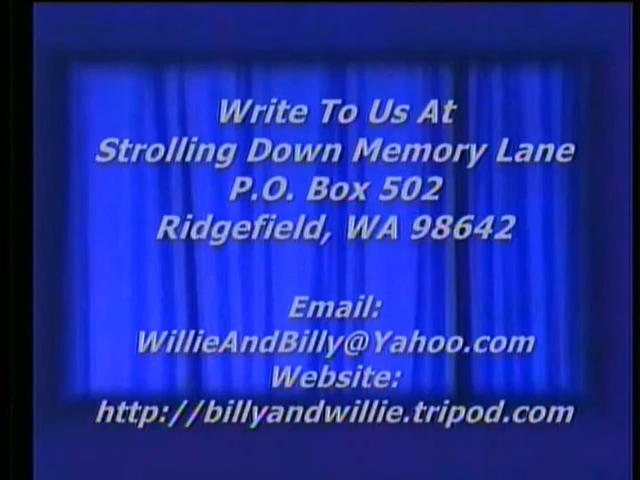 Write To Us At
Strolling Down Memory Lane
P.O. Box 502
Ridgefield, WA 98642
Email:
WillieAndBilly@Yahoo.com
Website:
http://billyandwillie.tripod.com